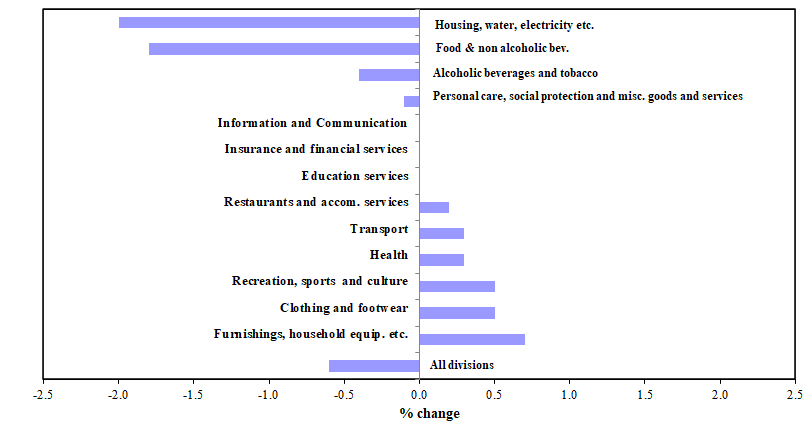 Housing, water, electricity etc.
Food & non alcoholic bev.
Alcoholic beverages and tobacco
Personal care, social protection and misc. goods and services
Information and Communication
Insurance and financial services
Education services
Restaurants and accom. services
Transport
Health
Recreation, sports and culture
Clothing and footwear
Furnishings, household equip. etc.
All divisions
-2.5 -2.0 -1.5 -1.0 -0.5 0.0 0.5 1.0 1.5 2.0 2.5
% change